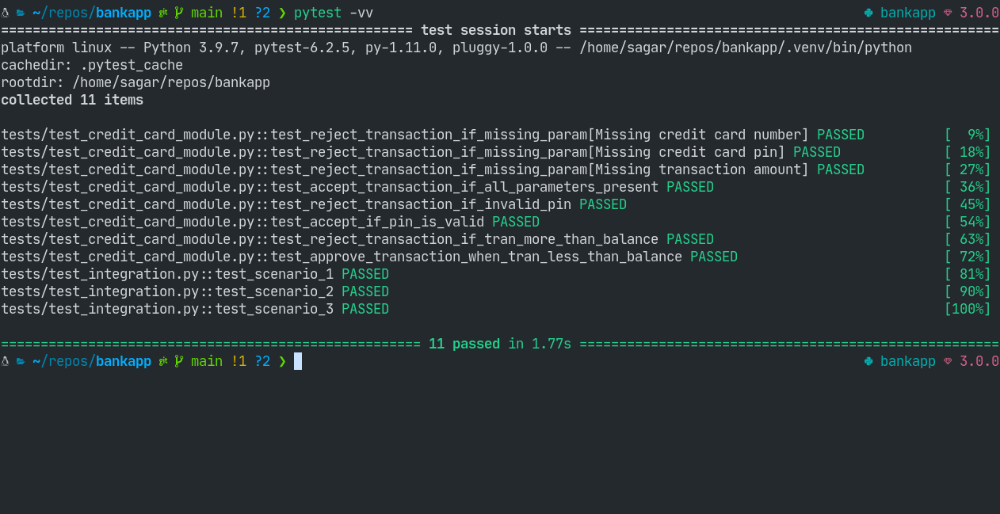 ~/repos/bankapp git main !1 ?2 ❯ pytest -vv bankapp 3.0.0
==================================================== test session starts =====================================================
platform linux -- Python 3.9.7, pytest-6.2.5, py-1.11.0, pluggy-1.0.0 -- /home/sagar/repos/bankapp/.venv/bin/python
cachedir: .pytest_cache
rootdir: /home/sagar/repos/bankapp
collected 11 items
tests/test_credit_card_module.py::test_reject_transaction_if_missing_param[Missing credit card number] PASSED [  9%]
tests/test_credit_card_module.py::test_reject_transaction_if_missing_param[Missing credit card pin] PASSED [ 18%]
tests/test_credit_card_module.py::test_reject_transaction_if_missing_param[Missing transaction amount] PASSED [ 27%]
tests/test_credit_card_module.py::test_accept_transaction_if_all_parameters_present PASSED [ 36%]
tests/test_credit_card_module.py::test_reject_transaction_if_invalid_pin PASSED [ 45%]
tests/test_credit_card_module.py::test_accept_if_pin_is_valid PASSED [ 54%]
tests/test_credit_card_module.py::test_reject_transaction_if_tran_more_than_balance PASSED [ 63%]
tests/test_credit_card_module.py::test_approve_transaction_when_tran_less_than_balance PASSED [ 72%]
tests/test_integration.py::test_scenario_1 PASSED [ 81%]
tests/test_integration.py::test_scenario_2 PASSED [ 90%]
tests/test_integration.py::test_scenario_3 PASSED [100%]
===================================================== 11 passed in 1.77s =====================================================
~/repos/bankapp git main !1 ?2 ❯ bankapp 3.0.0